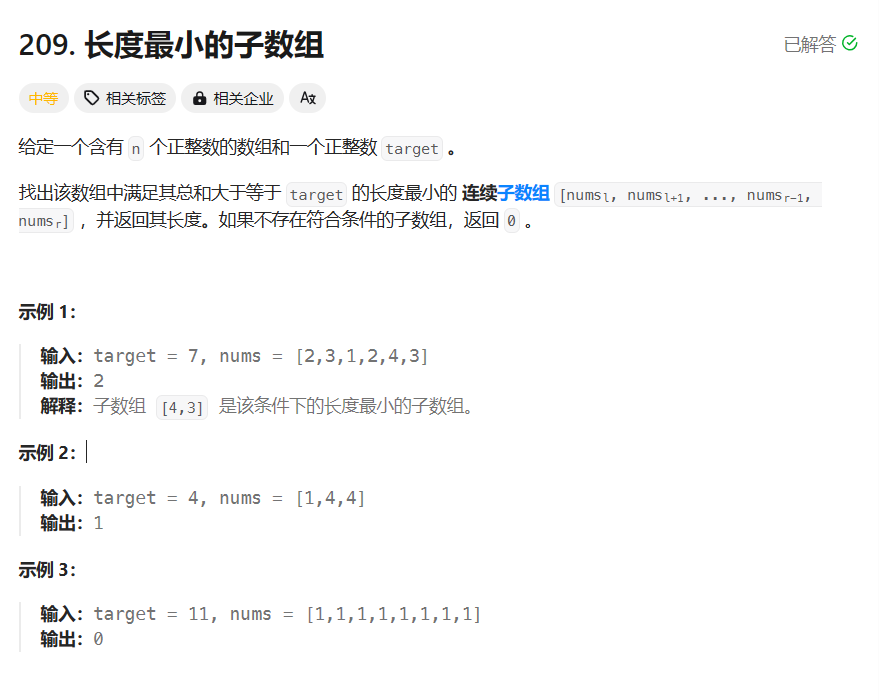 209. 长度最小的子数组
已解答
中等 相关标签 相关企业 Aあ
给定一个含有 n 个正整数的数组和一个正整数 target 。
找出该数组中满足其总和大于等于 target 的长度最小的 连续子数组 [numsₗ, numsₗ₊₁, ..., numsᵣ₋₁,
numsᵣ] ，并返回其长度。如果不存在符合条件的子数组，返回 0 。
示例 1：
输入：target = 7, nums = [2,3,1,2,4,3]
输出：2
解释：子数组 [4,3] 是该条件下的长度最小的子数组。
示例 2：
输入：target = 4, nums = [1,4,4]
输出：1
示例 3：
输入：target = 11, nums = [1,1,1,1,1,1,1,1]
输出：0